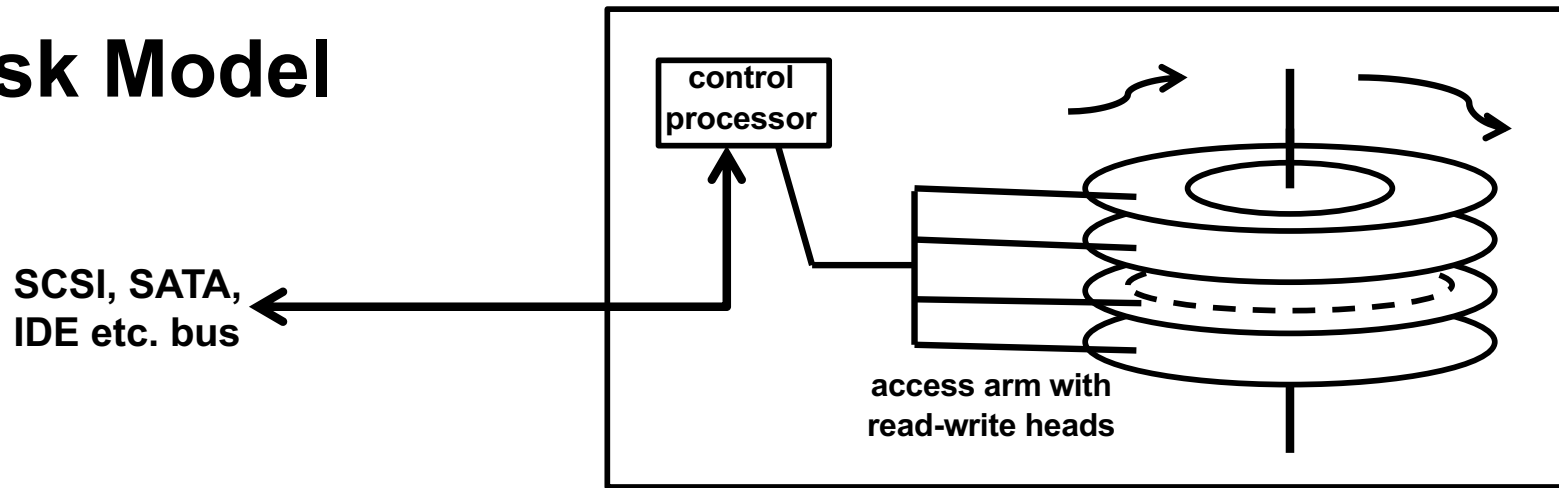 sk Model
control
processor
SCSI, SATA,
IDE etc. bus
access arm with
read-write heads